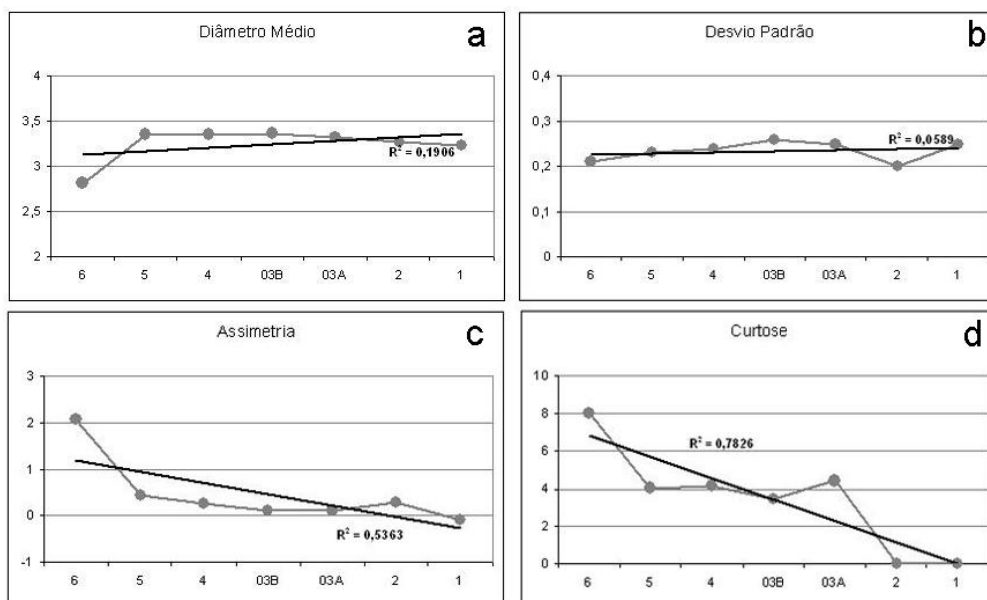 Diâmetro Médio
a
4
3,5
3
2,5
2
R² = 0,1906
6 5 4 03B 03A 2 1
Desvio Padrão
b
0,4
0,3
0,2
0,1
0
R² = 0,0589
6 5 4 03B 03A 2 1
Assimetria
c
3
2
1
0
-1
R² = 0,5363
6 5 4 03B 03A 2 1
Curtose
d
10
8
6
4
2
0
R² = 0,7826
6 5 4 03B 03A 2 1